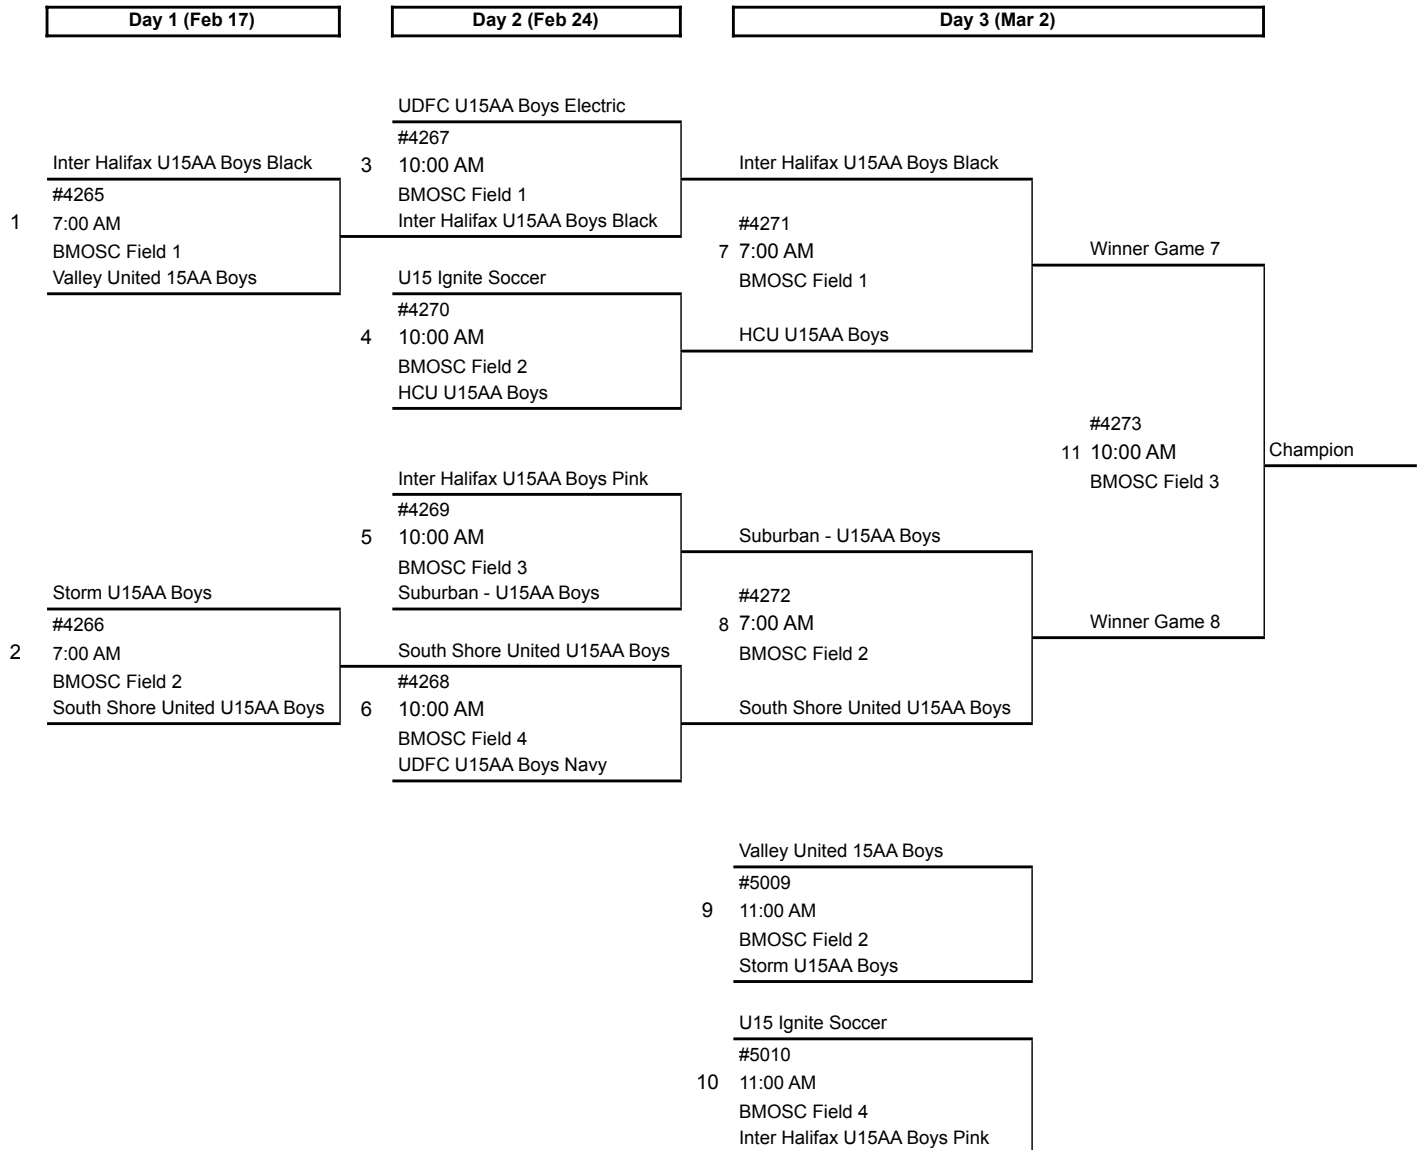 Day 1 (Feb 17)
Day 2 (Feb 24)
Day 3 (Mar 2)
Inter Halifax U15AA Boys Black
#4265
1
7:00 AM
BMOSC Field 1
Valley United 15AA Boys
Storm U15AA Boys
#4266
2
7:00 AM
BMOSC Field 2
South Shore United U15AA Boys
UDFC U15AA Boys Electric
#4267
3
10:00 AM
BMOSC Field 1
Inter Halifax U15AA Boys Black
U15 Ignite Soccer
#4270
4
10:00 AM
BMOSC Field 2
HCU U15AA Boys
Inter Halifax U15AA Boys Pink
#4269
5
10:00 AM
BMOSC Field 3
Suburban - U15AA Boys
South Shore United U15AA Boys
#4268
6
10:00 AM
BMOSC Field 4
UDFC U15AA Boys Navy
Inter Halifax U15AA Boys Black
#4271
7
7:00 AM
BMOSC Field 1
HCU U15AA Boys
Suburban - U15AA Boys
#4272
8
7:00 AM
BMOSC Field 2
South Shore United U15AA Boys
Valley United 15AA Boys
#5009
9
11:00 AM
BMOSC Field 2
Storm U15AA Boys
U15 Ignite Soccer
#5010
10
11:00 AM
BMOSC Field 4
Inter Halifax U15AA Boys Pink
Winner Game 7
#4273
11
10:00 AM
BMOSC Field 3
Winner Game 8
Champion